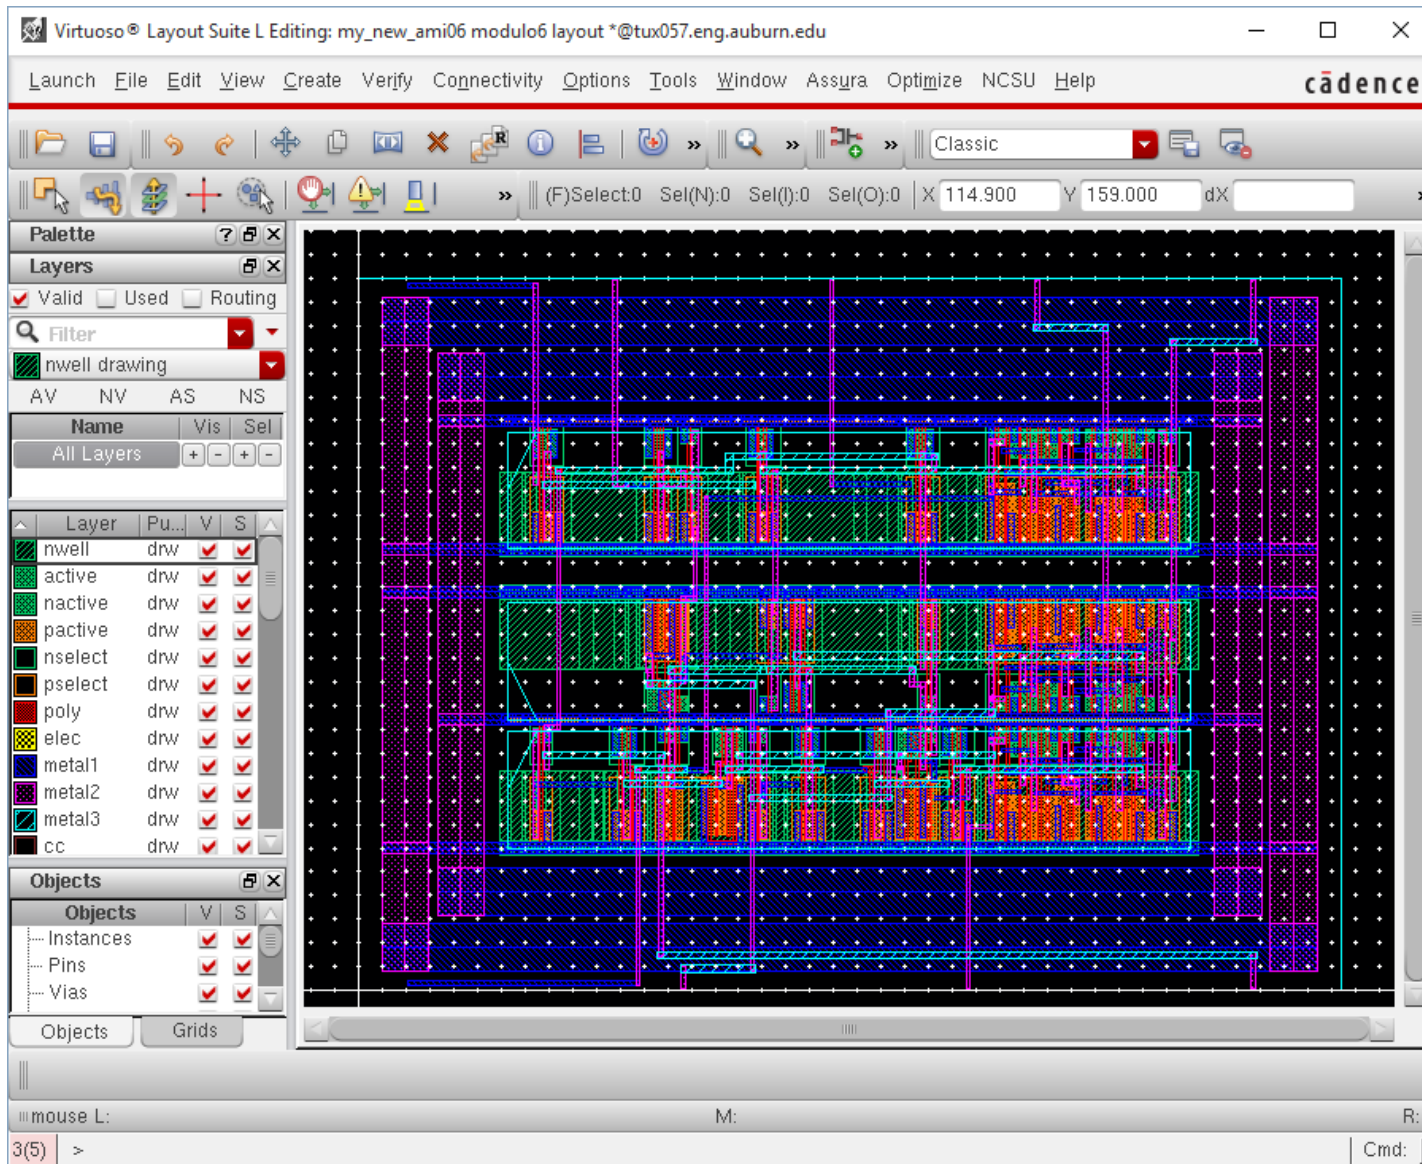 Virtuoso® Layout Suite L Editing: my_new_ami06 modulo6 layout *@tux057.eng.auburn.edu
Launch File Edit View Create Verify Connectivity Options Tools Window Assura Optimize NCSU Help cādence
R » » » Classic
» (F)Select:0 Sel(N):0 Sel(I):0 Sel(O):0 X 114.900 Y 159.000 dX »
Palette ?
Layers
Valid Used Routing
Filter
nwell drawing
AV NV AS NS
Name Vis Sel
All Layers + - + -
Layer Pu... V S
nwell drw
active drw
nactive drw
pactive drw
nselect drw
pselect drw
poly drw
elec drw
metal1 drw
metal2 drw
metal3 drw
cc drw
Objects
Objects V S
Instances
Pins
Vias
Objects Grids
mouse L: M: R:
3(5) > Cmd: